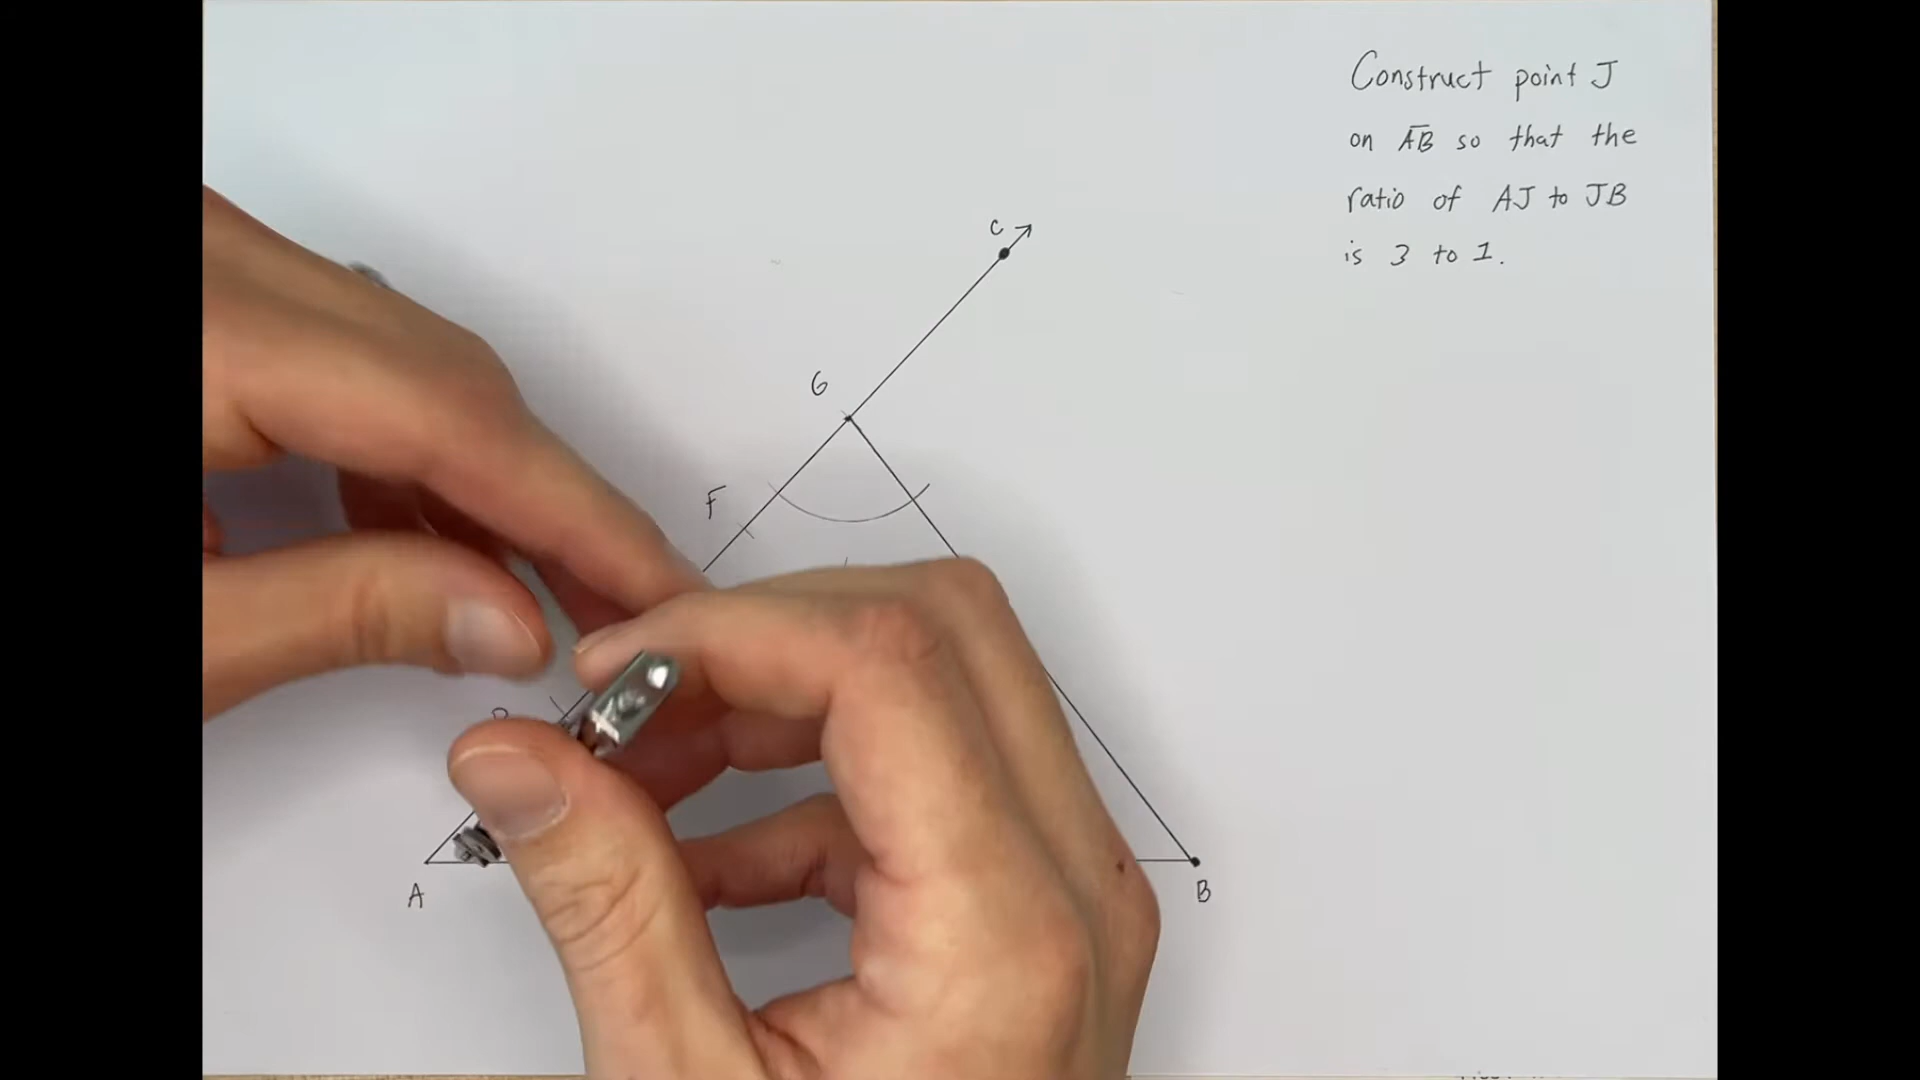 Construct point J
on AB so that the
ratio of AJ to JB
is 3 to 1.
C
G
F
A
B